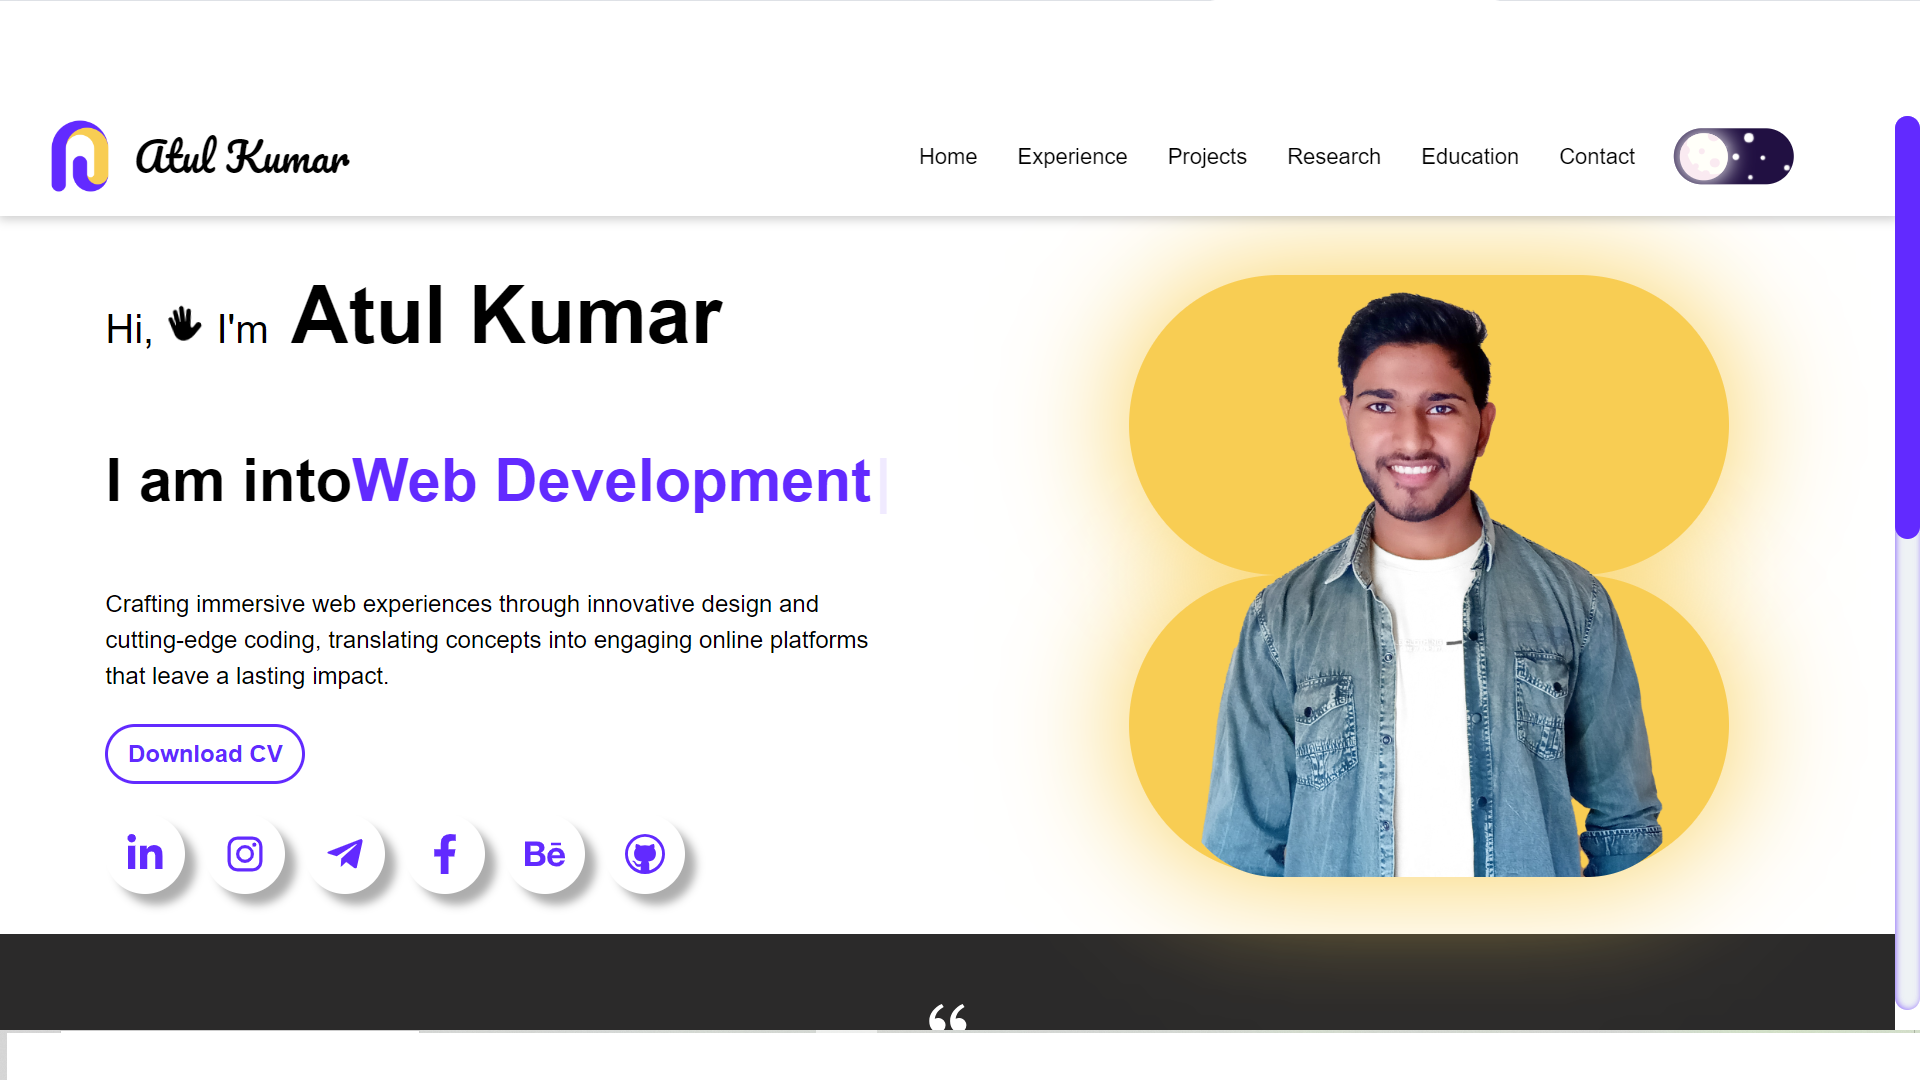 Atul Kumar
Home Experience Projects Research Education Contact
Hi, I'm Atul Kumar
I am intoWeb Development
Crafting immersive web experiences through innovative design and
cutting-edge coding, translating concepts into engaging online platforms
that leave a lasting impact.
Download CV
in
Bē
“